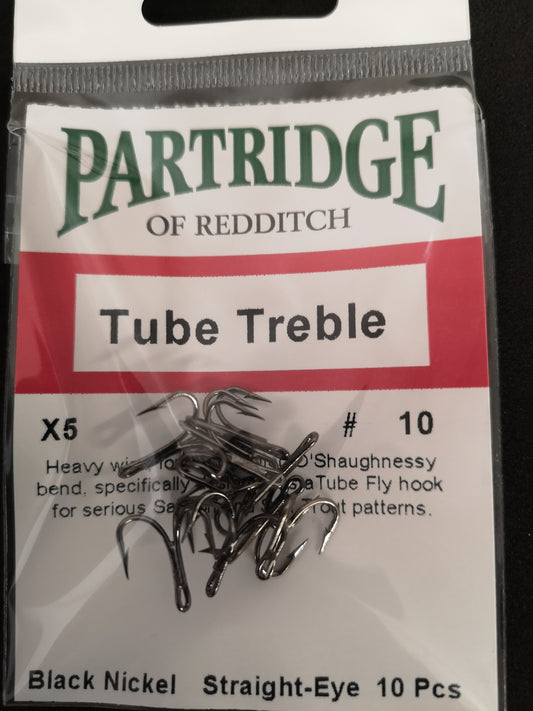 PARTRIDGE
OF REDDITCH
Tube Treble
X5 # 10
Heavy O'Shaughnessy
bend, specifically Tube Fly hook
for serious Trout patterns.
Black Nickel Straight-Eye 10 Pcs